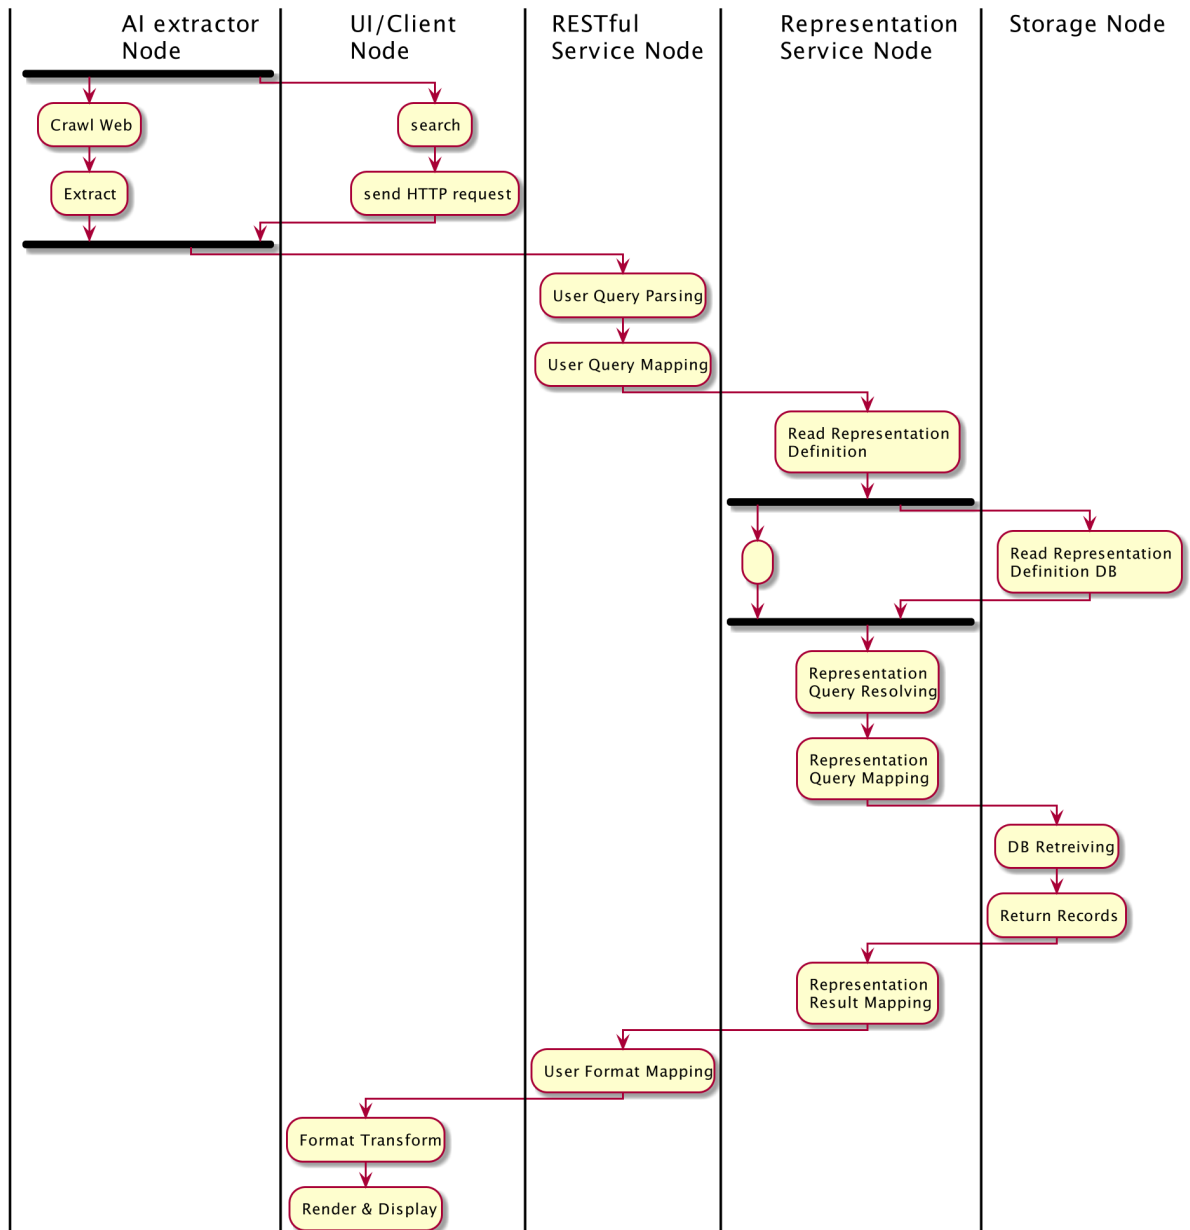 AI extractor
Node
UI/Client
Node
RESTful
Service Node
Representation
Service Node
Storage Node
Crawl Web
search
Extract
send HTTP request
User Query Parsing
User Query Mapping
Read Representation
Definition
Read Representation
Definition DB
Representation
Query Resolving
Representation
Query Mapping
DB Retreiving
Return Records
Representation
Result Mapping
User Format Mapping
Format Transform
Render & Display